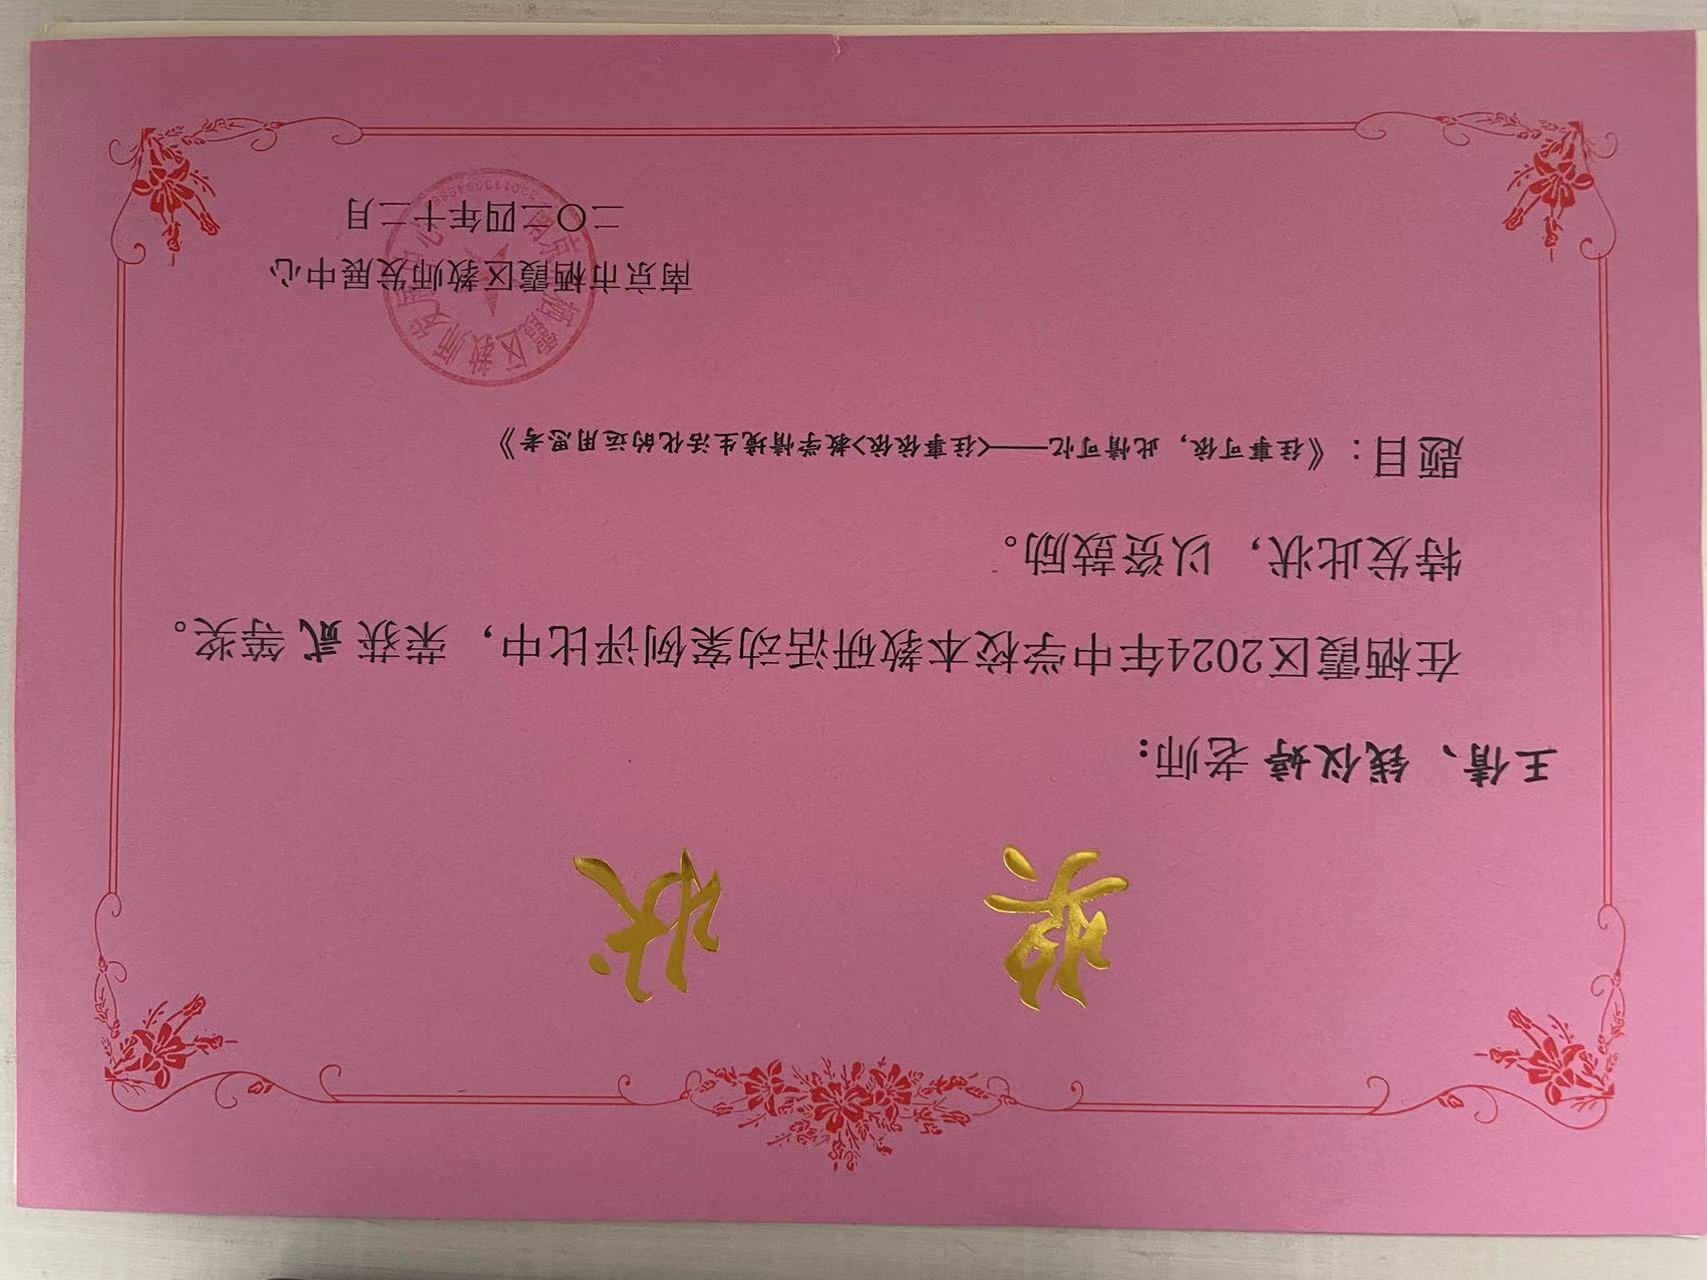 奖 状
王倩、钱仪婷 老师：
在栖霞区2024年中学校本教研活动案例评比中，荣获 贰 等奖。
特发此状，以资鼓励。
题目：《往事可依，此情可忆——〈往事依依〉教学情境生活化的运用思考》
南京市栖霞区教师发展中心
二〇二四年十二月